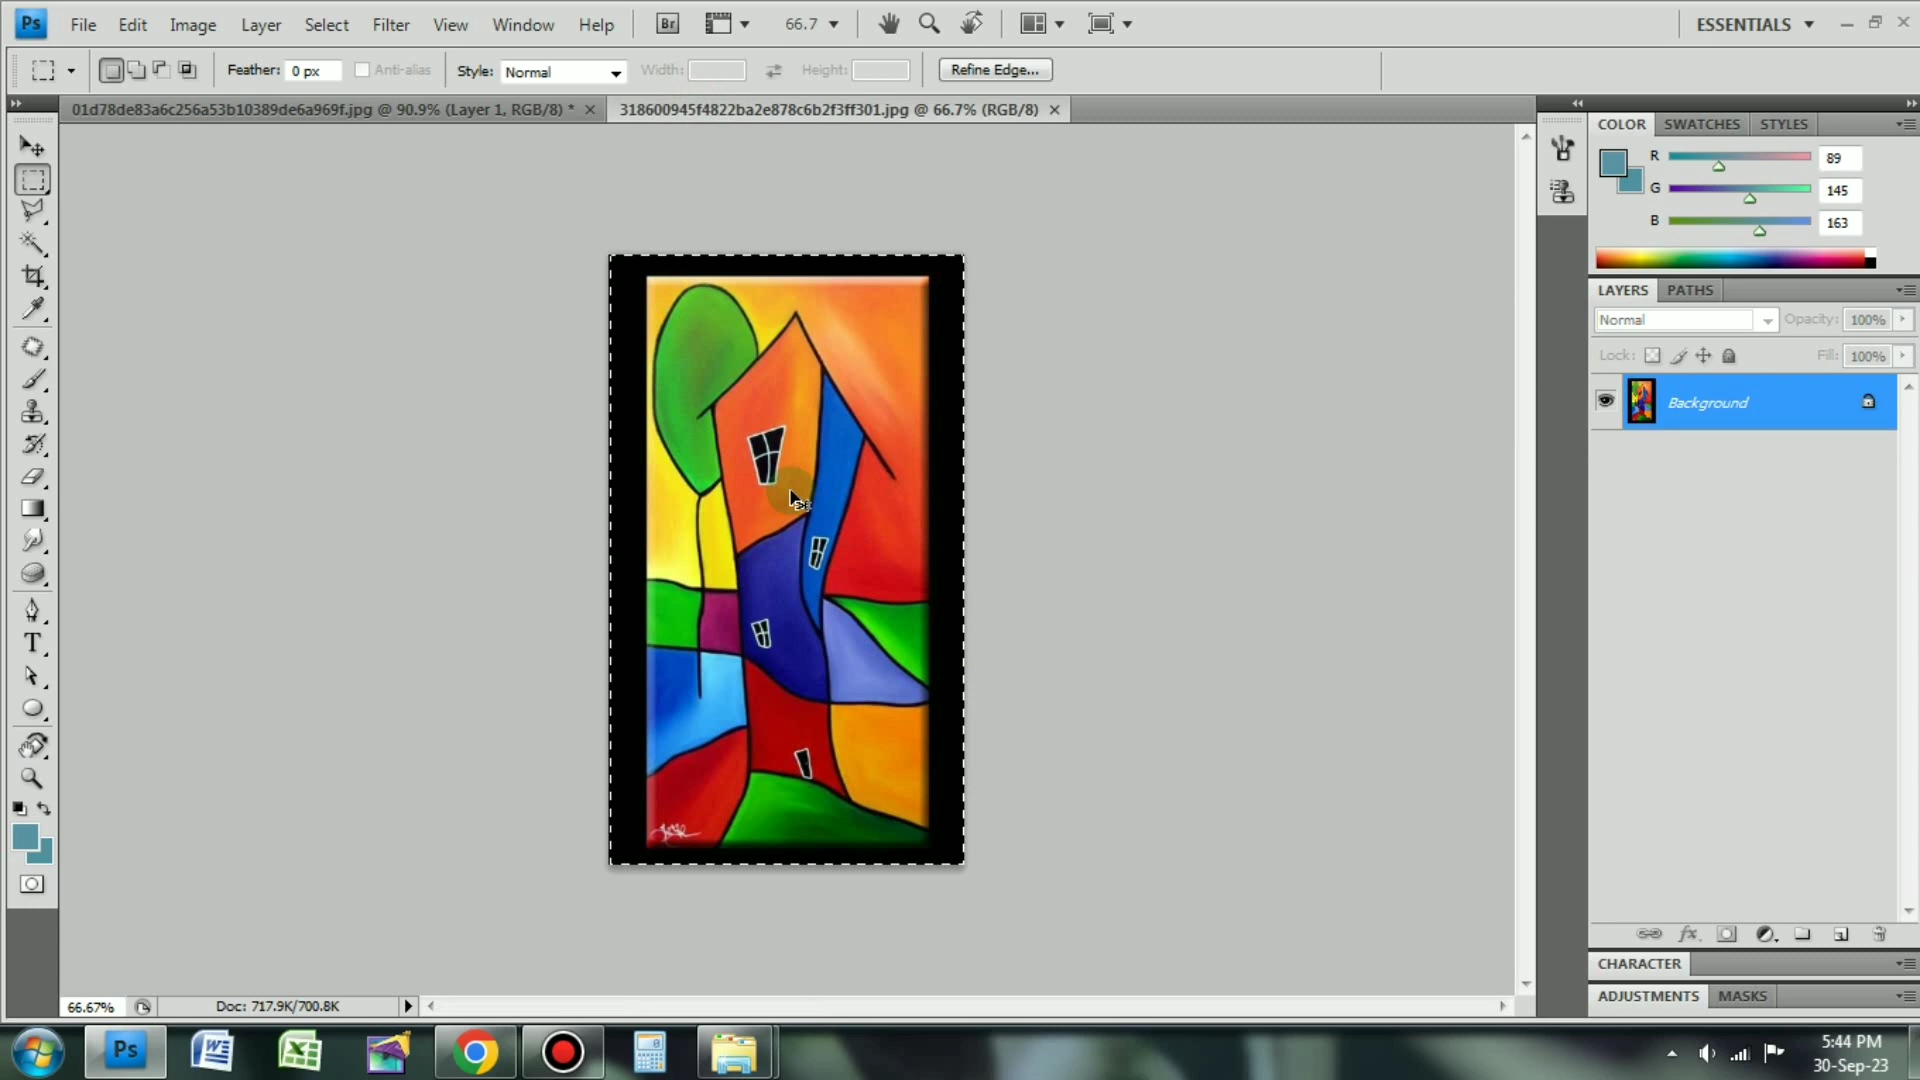 Ps File Edit Image Layer Select Filter View Window Help Br 66.7 ESSENTIALS
Feather: 0 px Anti-alias Style: Normal Width: Height: Refine Edge...
01d78de83a6c256a53b10389de6a969f.jpg @ 90.9% (Layer 1, RGB/8) * 318600945f4822ba2e878c6b2f3ff301.jpg @ 66.7% (RGB/8)
COLOR SWATCHES STYLES
R 89
G 145
B 163
LAYERS PATHS
Normal Opacity: 100%
Lock: Fill: 100%
Background
T
fx
CHARACTER
ADJUSTMENTS MASKS
66.67% Doc: 717.9K/700.8K
Ps
5:44 PM
30-Sep-23